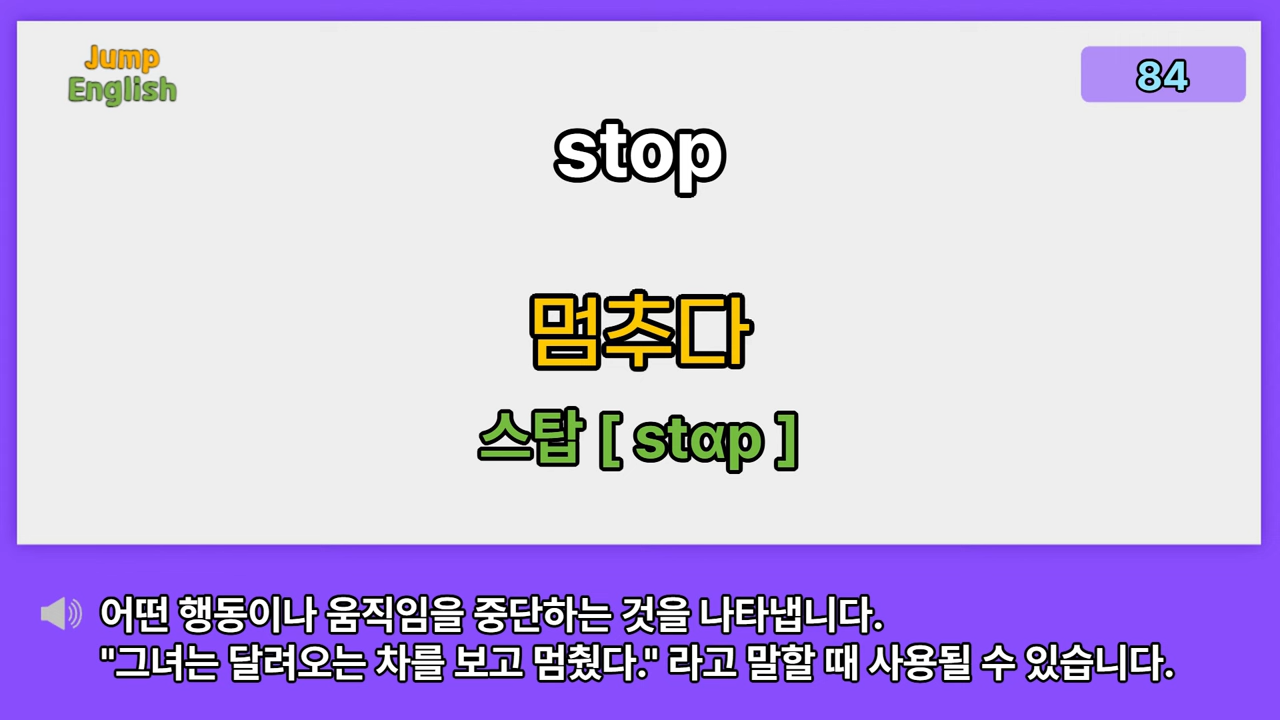 Jump
English
84
stop
멈추다
스탑 [ stɑp ]
어떤 행동이나 움직임을 중단하는 것을 나타냅니다.
"그녀는 달려오는 차를 보고 멈췄다." 라고 말할 때 사용될 수 있습니다.